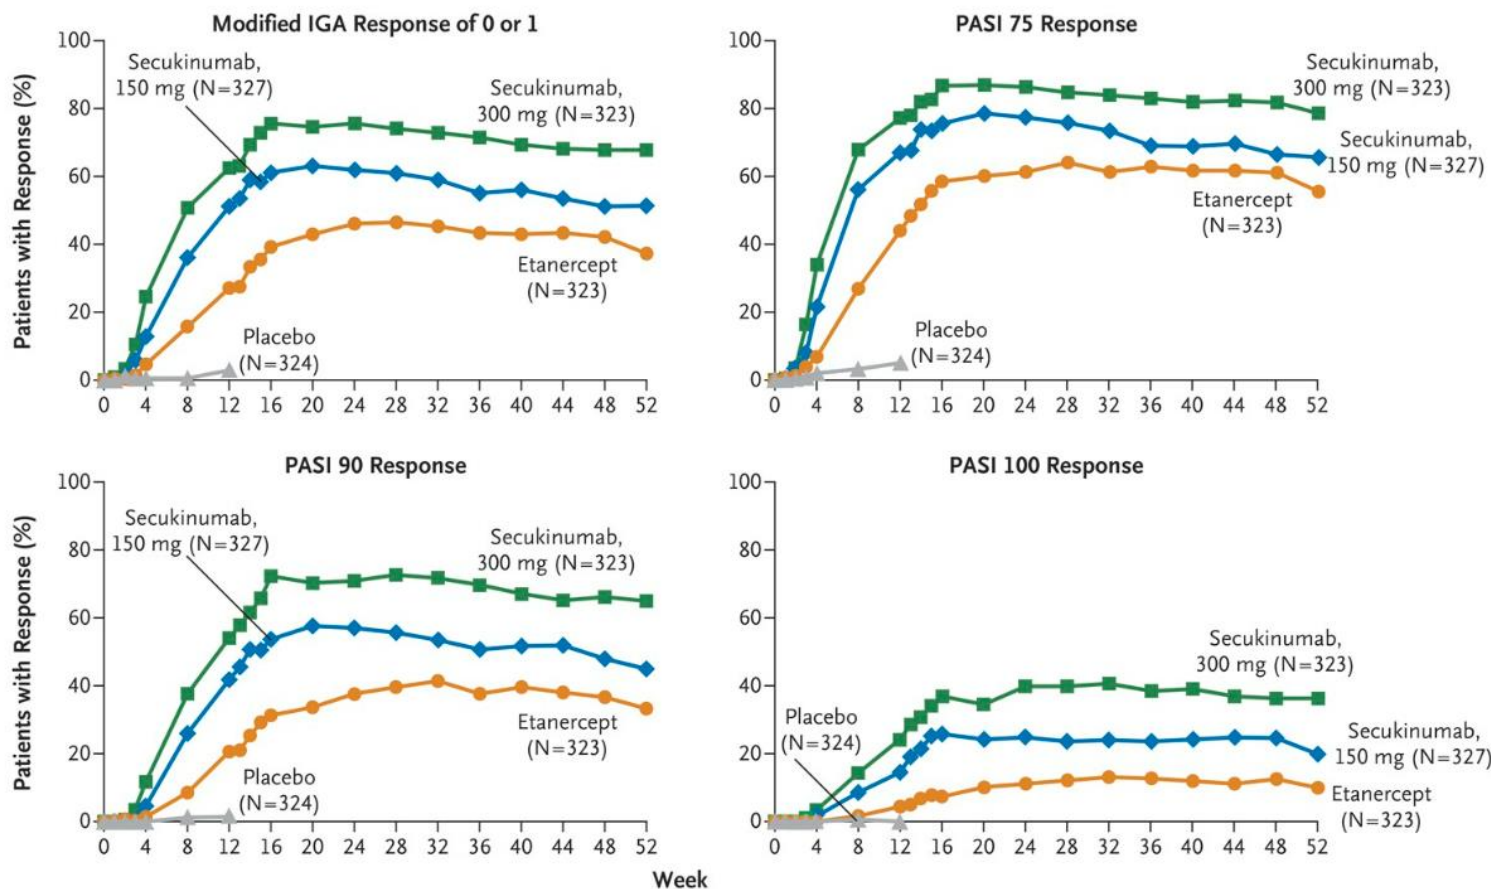 Modified IGA Response of 0 or 1
Patients with Response (%)
100
80
60
40
20
0
Secukinumab,
150 mg (N=327)
Secukinumab,
300 mg (N=323)
Etanercept
(N=323)
Placebo
(N=324)
0 4 8 12 16 20 24 28 32 36 40 44 48 52
PASI 75 Response
100
80
60
40
20
0
Secukinumab,
300 mg (N=323)
Secukinumab,
150 mg (N=327)
Etanercept
(N=323)
Placebo
(N=324)
0 4 8 12 16 20 24 28 32 36 40 44 48 52
PASI 90 Response
Patients with Response (%)
100
80
60
40
20
0
Secukinumab,
150 mg (N=327)
Secukinumab,
300 mg (N=323)
Etanercept
(N=323)
Placebo
(N=324)
0 4 8 12 16 20 24 28 32 36 40 44 48 52
PASI 100 Response
100
80
60
40
20
0
Secukinumab,
300 mg (N=323)
Placebo
(N=324)
Secukinumab,
150 mg (N=327)
Etanercept
(N=323)
0 4 8 12 16 20 24 28 32 36 40 44 48 52
Week